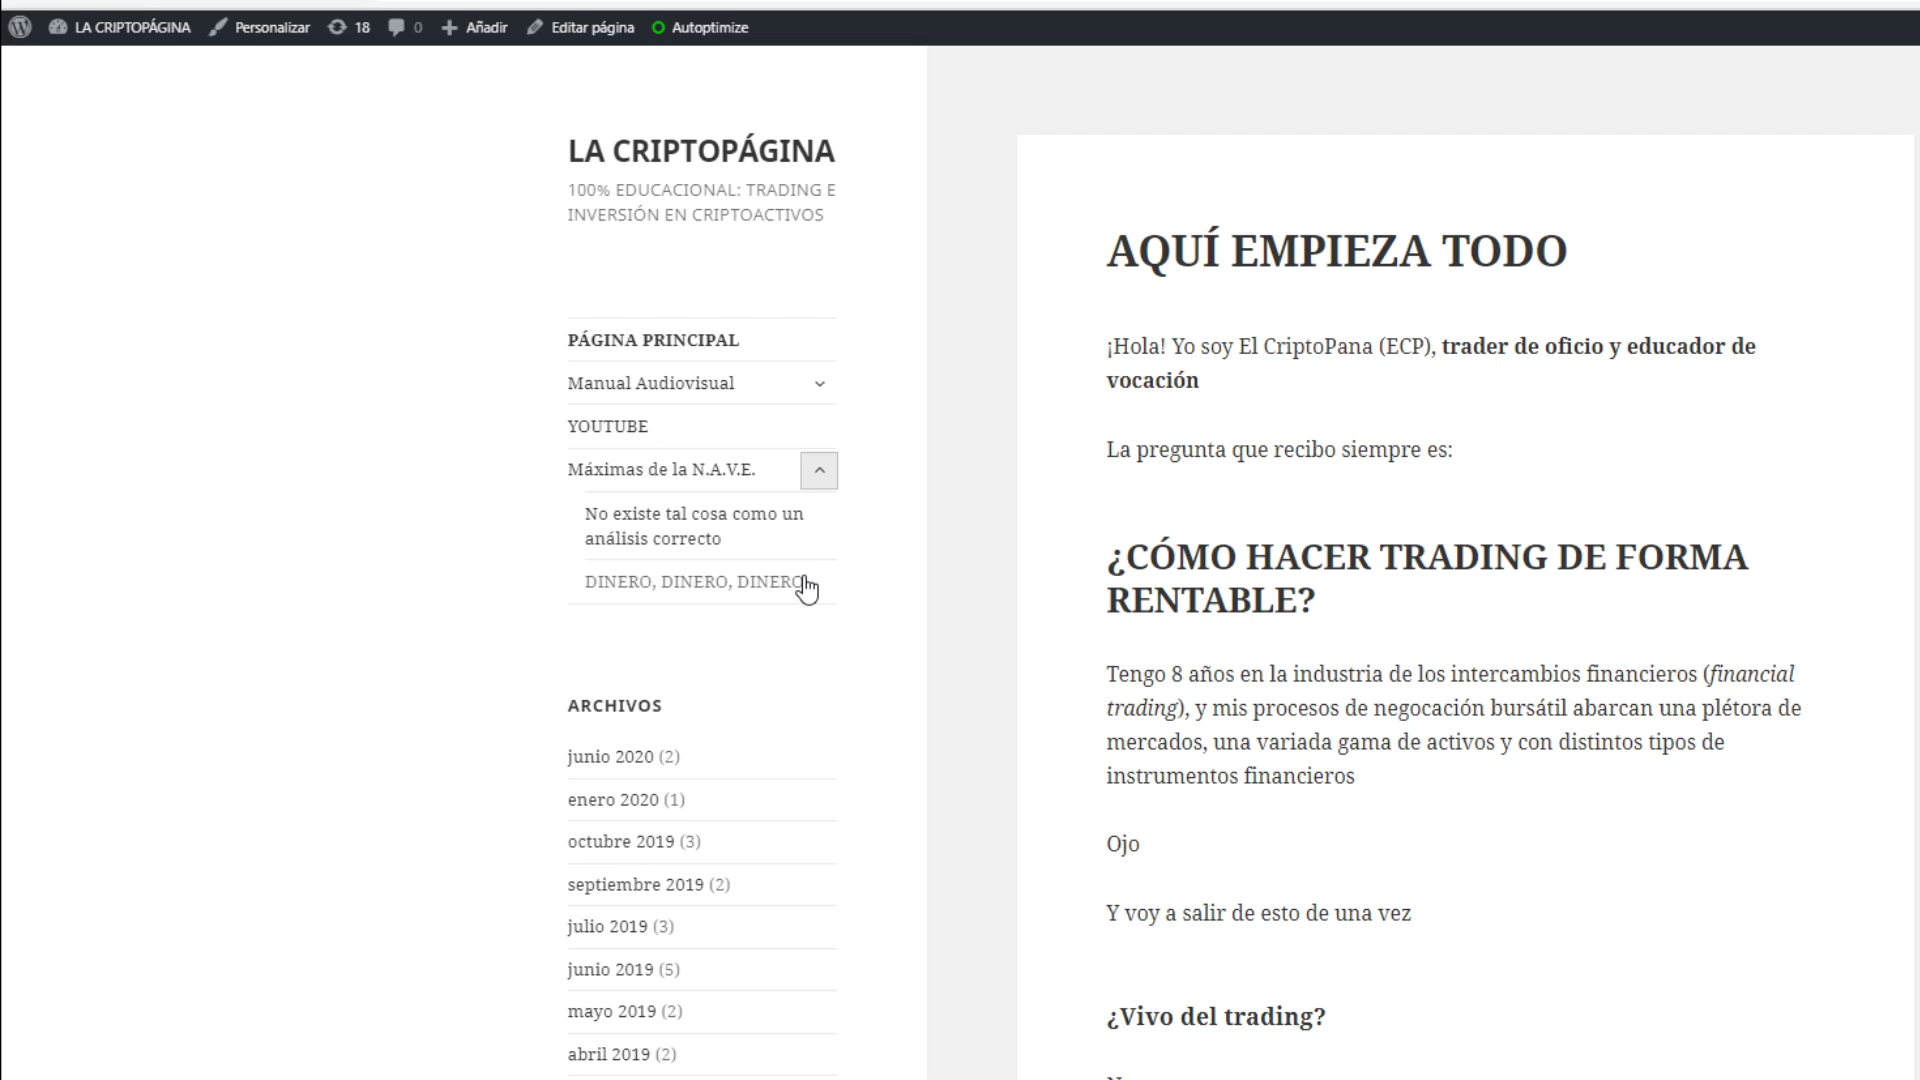 LA CRIPTOPÁGINA Personalizar 18 0 Añadir Editar página Autoptimize
LA CRIPTOPÁGINA
100% EDUCACIONAL: TRADING E
INVERSIÓN EN CRIPTOACTIVOS
PÁGINA PRINCIPAL
Manual Audiovisual
YOUTUBE
Máximas de la N.A.V.E.
No existe tal cosa como un
análisis correcto
DINERO, DINERO, DINERO
ARCHIVOS
junio 2020 (2)
enero 2020 (1)
octubre 2019 (3)
septiembre 2019 (2)
julio 2019 (3)
junio 2019 (5)
mayo 2019 (2)
abril 2019 (2)
AQUÍ EMPIEZA TODO
¡Hola! Yo soy El CriptoPana (ECP), trader de oficio y educador de
vocación
La pregunta que recibo siempre es:
¿CÓMO HACER TRADING DE FORMA
RENTABLE?
Tengo 8 años en la industria de los intercambios financieros (financial
trading), y mis procesos de negocación bursátil abarcan una plétora de
mercados, una variada gama de activos y con distintos tipos de
instrumentos financieros
Ojo
Y voy a salir de esto de una vez
¿Vivo del trading?